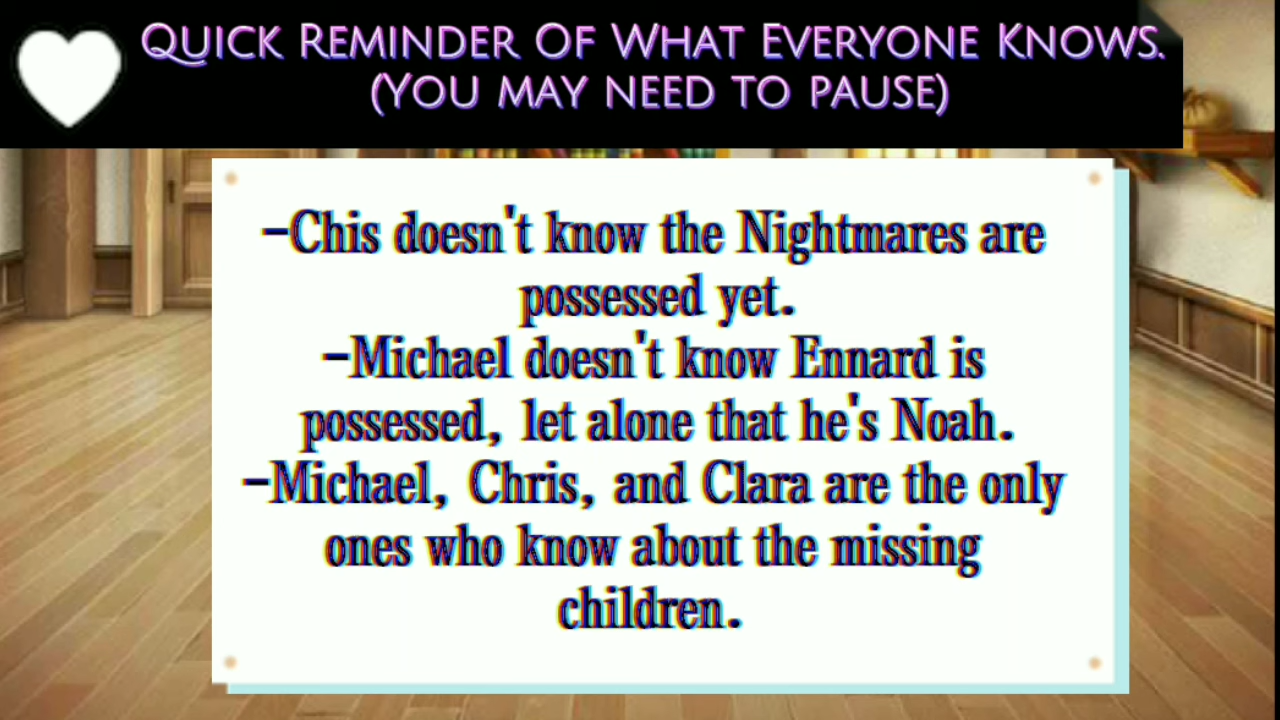 Quick Reminder Of What Everyone Knows.
(You may need to pause)
-Chis doesn't know the Nightmares are
possessed yet.
-Michael doesn't know Ennard is
possessed, let alone that he's Noah.
-Michael, Chris, and Clara are the only
ones who know about the missing
children.